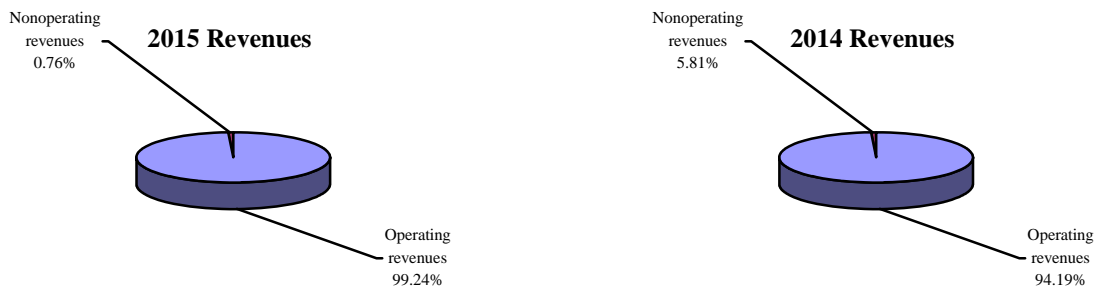 Nonoperating
revenues
0.76%
2015 Revenues
Operating
revenues
99.24%
Nonoperating
revenues
5.81%
2014 Revenues
Operating
revenues
94.19%